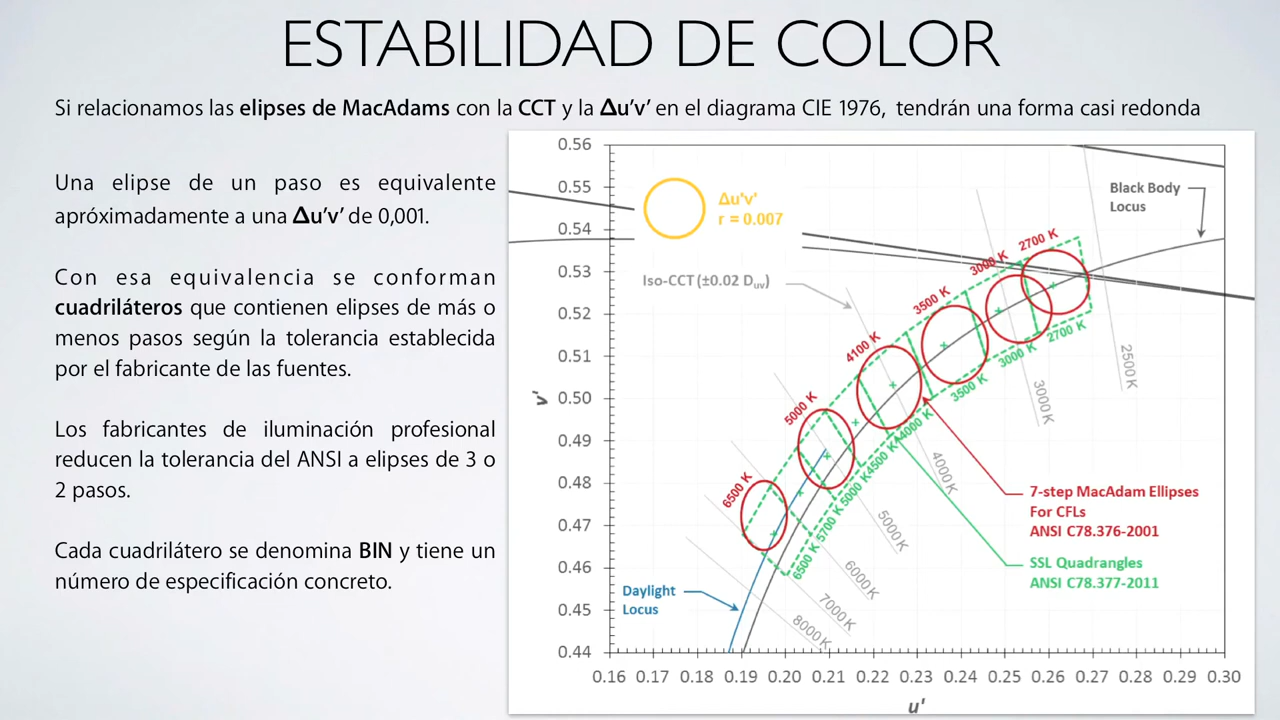 ESTABILIDAD DE COLOR
Si relacionamos las elipses de MacAdams con la CCT y la Δu'v' en el diagrama CIE 1976, tendrán una forma casi redonda
Una elipse de un paso es equivalente
apróximadamente a una Δu'v' de 0,001.
Con esa equivalencia se conforman
cuadriláteros que contienen elipses de más o
menos pasos según la tolerancia establecida
por el fabricante de las fuentes.
Los fabricantes de iluminación profesional
reducen la tolerancia del ANSI a elipses de 3 o
2 pasos.
Cada cuadrilátero se denomina BIN y tiene un
número de especificación concreto.
0.56
0.55
0.54
0.53
0.52
0.51
0.50
0.49
0.48
0.47
0.46
0.45
0.44
v'
Δu'v'
r = 0.007
Iso-CCT (±0.02 Duv)
Black Body
Locus
2700 K
3000 K
3500 K
4100 K
5000 K
6500 K
2700 K
3000 K
3500 K
4000 K
4500 K
5000 K
5700 K
6500 K
2500 K
3000 K
4000 K
5000 K
6000 K
7000 K
8000 K
7-step MacAdam Ellipses
For CFLs
ANSI C78.376-2001
SSL Quadrangles
ANSI C78.377-2011
Daylight
Locus
0.16 0.17 0.18 0.19 0.20 0.21 0.22 0.23 0.24 0.25 0.26 0.27 0.28 0.29 0.30
u'